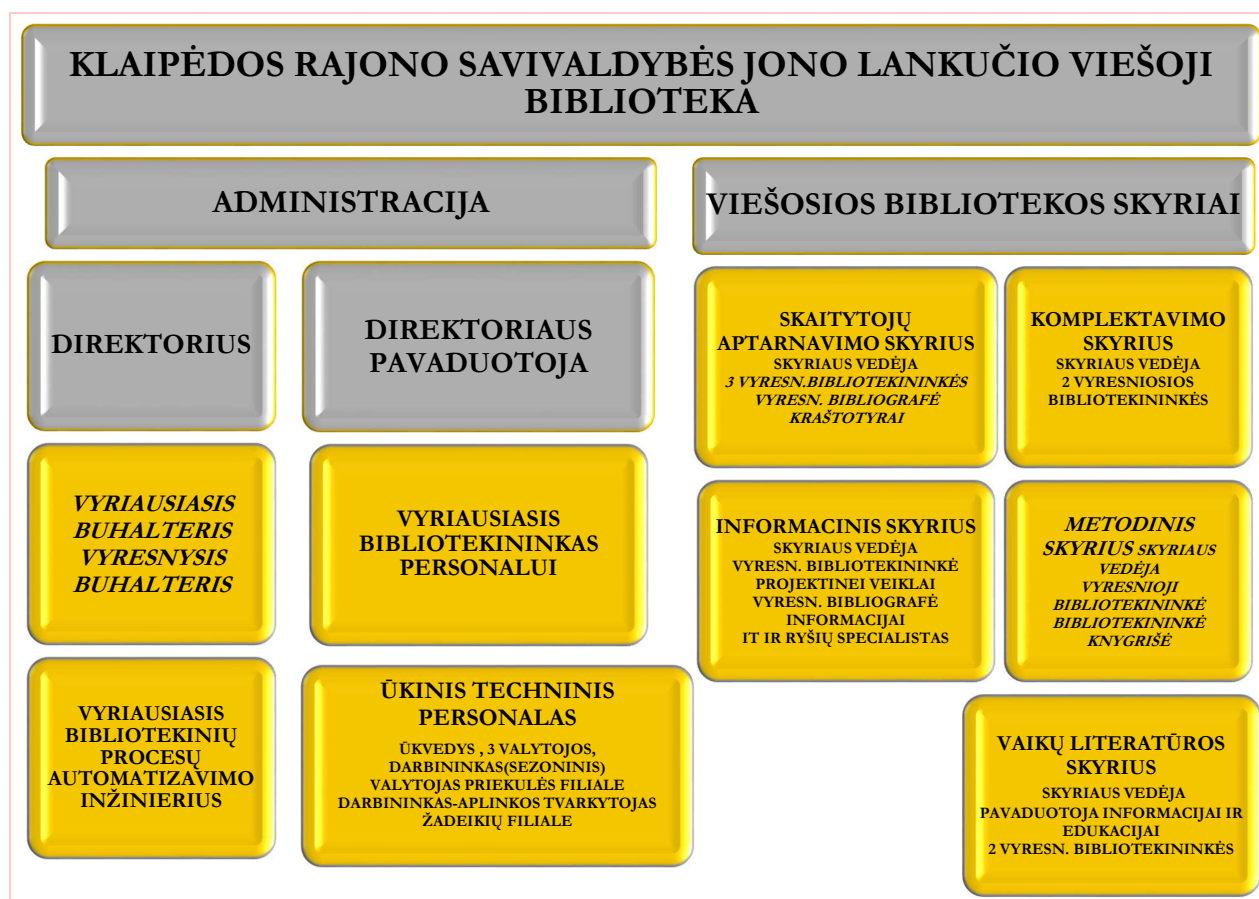 KLAIPĖDOS RAJONO SAVIVALDYBĖS JONO LANKUČIO VIEŠOJI
BIBLIOTEKA
ADMINISTRACIJA
DIREKTORIUS
DIREKTORIAUS
PAVADUOTOJA
VYRIAUSIASIS
BUHALTERIS
VYRESNYSIS
BUHALTERIS
VYRIAUSIASIS
BIBLIOTEKININKAS
PERSONALUI
VYRIAUSIASIS
BIBLIOTEKINIŲ
PROCESŲ
AUTOMATIZAVIMO
INŽINIERIUS
ŪKINIS TECHNINIS
PERSONALAS
ŪKVEDYS , 3 VALYTOJOS,
DARBININKAS(SEZONINIS)
VALYTOJAS PRIEKULĖS FILIALE
DARBININKAS-APLINKOS TVARKYTOJAS
ŽADEIKIŲ FILIALE
VIEŠOSIOS BIBLIOTEKOS SKYRIAI
SKAITYTOJŲ
APTARNAVIMO SKYRIUS
SKYRIAUS VEDĖJA
3 VYRESN.BIBLIOTEKININKĖS
VYRESN. BIBLIOGRAFĖ
KRAŠTOTYRAI
KOMPLEKTAVIMO
SKYRIUS
SKYRIAUS VEDĖJA
2 VYRESNIOSIOS
BIBLIOTEKININKĖS
INFORMACINIS SKYRIUS
SKYRIAUS VEDĖJA
VYRESN. BIBLIOTEKININKĖ
PROJEKTINEI VEIKLAI
VYRESN. BIBLIOGRAFĖ
INFORMACIJAI
IT IR RYŠIŲ SPECIALISTAS
METODINIS
SKYRIUS SKYRIAUS
VEDĖJA
VYRESNIOJI
BIBLIOTEKININKĖ
BIBLIOTEKININKĖ
KNYGRIŠĖ
VAIKŲ LITERATŪROS
SKYRIUS
SKYRIAUS VEDĖJA
PAVADUOTOJA INFORMACIJAI IR
EDUKACIJAI
2 VYRESN. BIBLIOTEKININKĖS